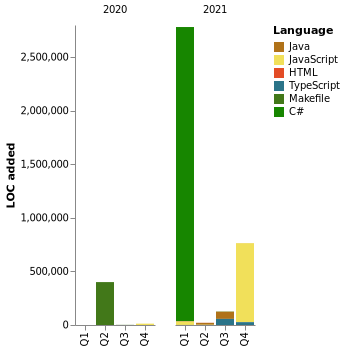 2020
2021
LOC added
2,500,000
2,000,000
1,500,000
1,000,000
500,000
0
Q1
Q2
Q3
Q4
Q1
Q2
Q3
Q4
Language
Java
JavaScript
HTML
TypeScript
Makefile
C#